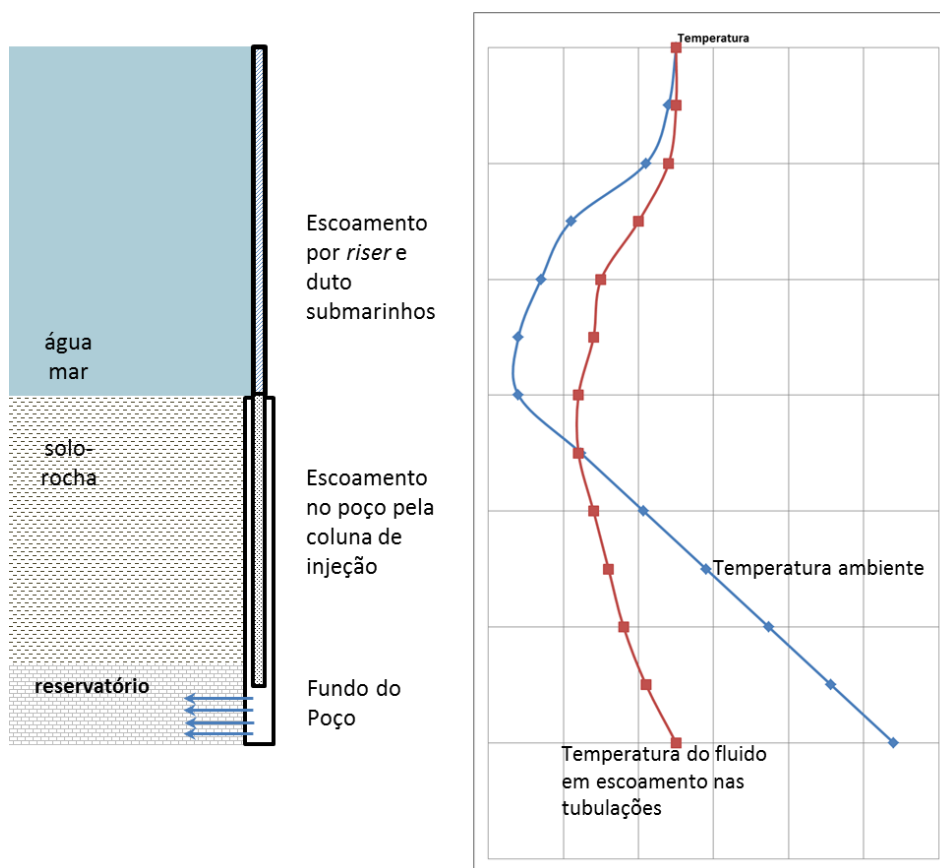 Temperatura
água
mar
Escoamento
por riser e
duto
submarinhos
solo-
rocha
Escoamento
no poço pela
coluna de
injeção
Temperatura ambiente
reservatório
Fundo do
Poço
Temperatura do fluido
em escoamento nas
tubulações